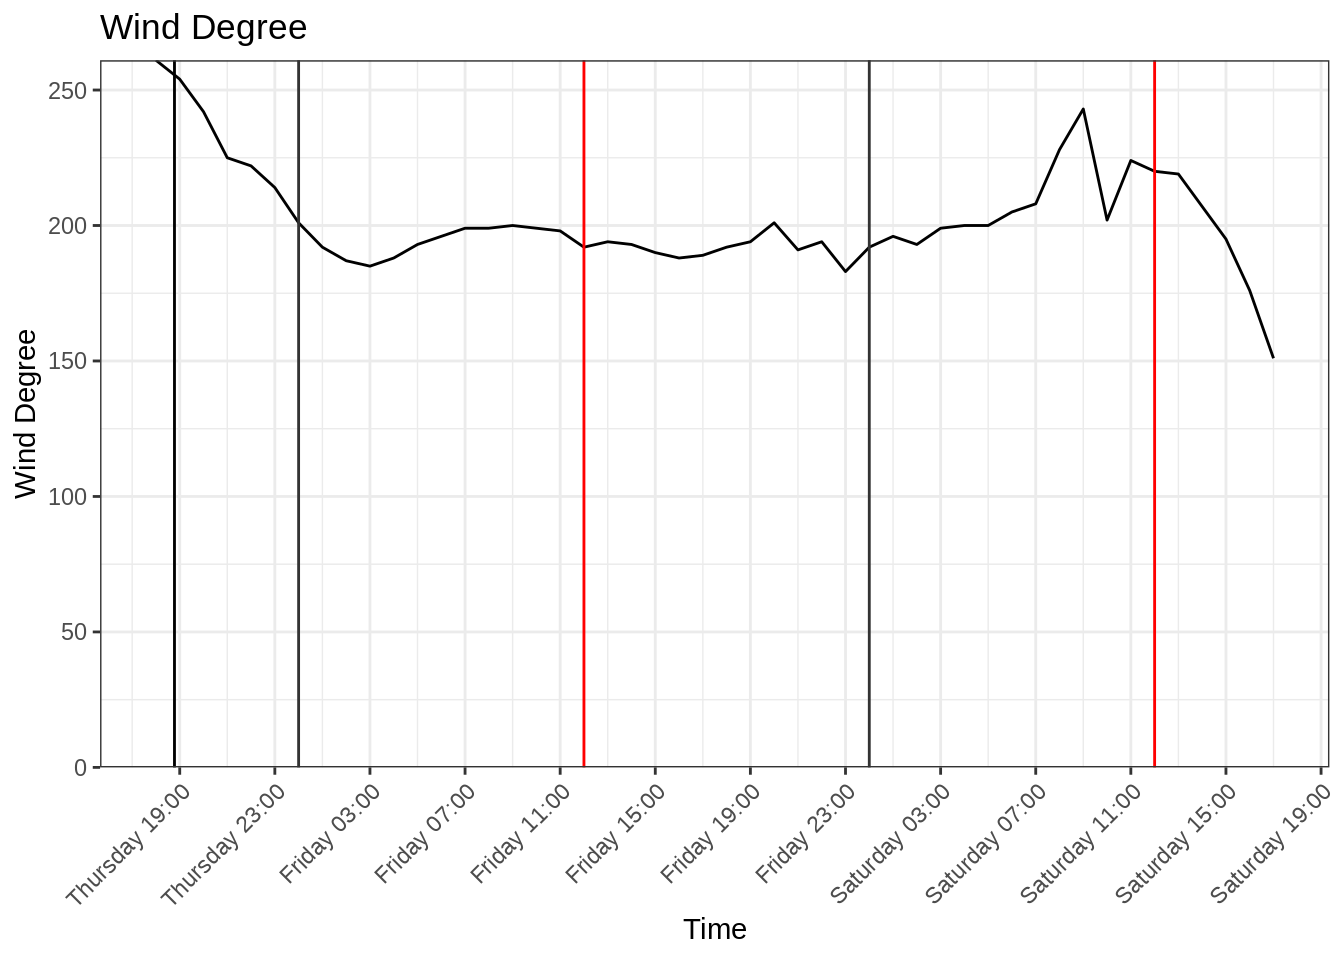 Wind Degree
Wind Degree
250
200
150
100
50
0
Thursday 19:00
Thursday 23:00
Friday 03:00
Friday 07:00
Friday 11:00
Friday 15:00
Friday 19:00
Friday 23:00
Saturday 03:00
Saturday 07:00
Saturday 11:00
Saturday 15:00
Saturday 19:00
Time